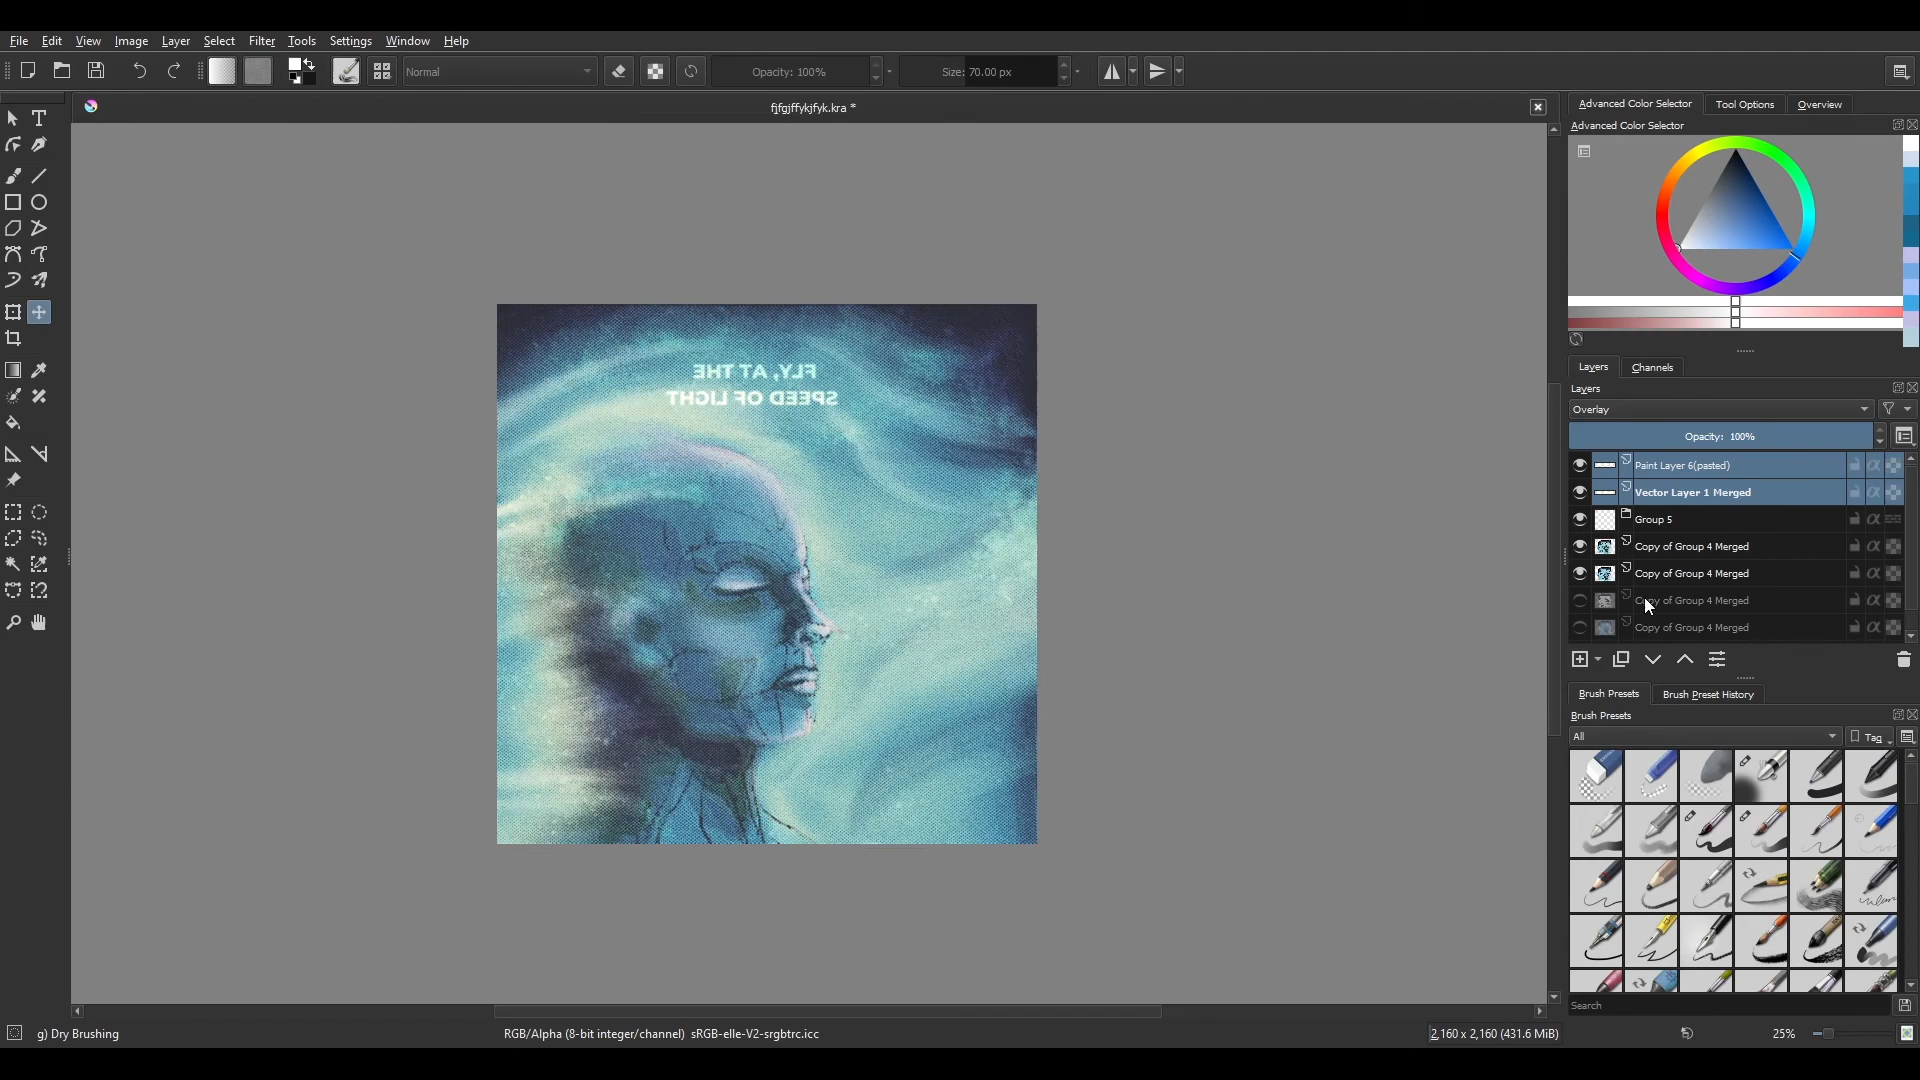 File Edit View Image Layer Select Filter Tools Settings Window Help
Normal
Opacity: 100%
Size: 70.00 px
fjfgjffykjfyk.kra *
FLY, AT THE
SPEED OF LIGHT
Advanced Color Selector
Tool Options
Overview
Advanced Color Selector
Layers
Channels
Layers
Overlay
Opacity: 100%
Paint Layer 6(pasted)
Vector Layer 1 Merged
Group 5
Copy of Group 4 Merged
Copy of Group 4 Merged
Copy of Group 4 Merged
Copy of Group 4 Merged
Brush Presets
Brush Preset History
Brush Presets
All
Tag
Search
g) Dry Brushing
RGB/Alpha (8-bit integer/channel) sRGB-elle-V2-srgbtrc.icc
2,160 x 2,160 (431.6 MiB)
25%